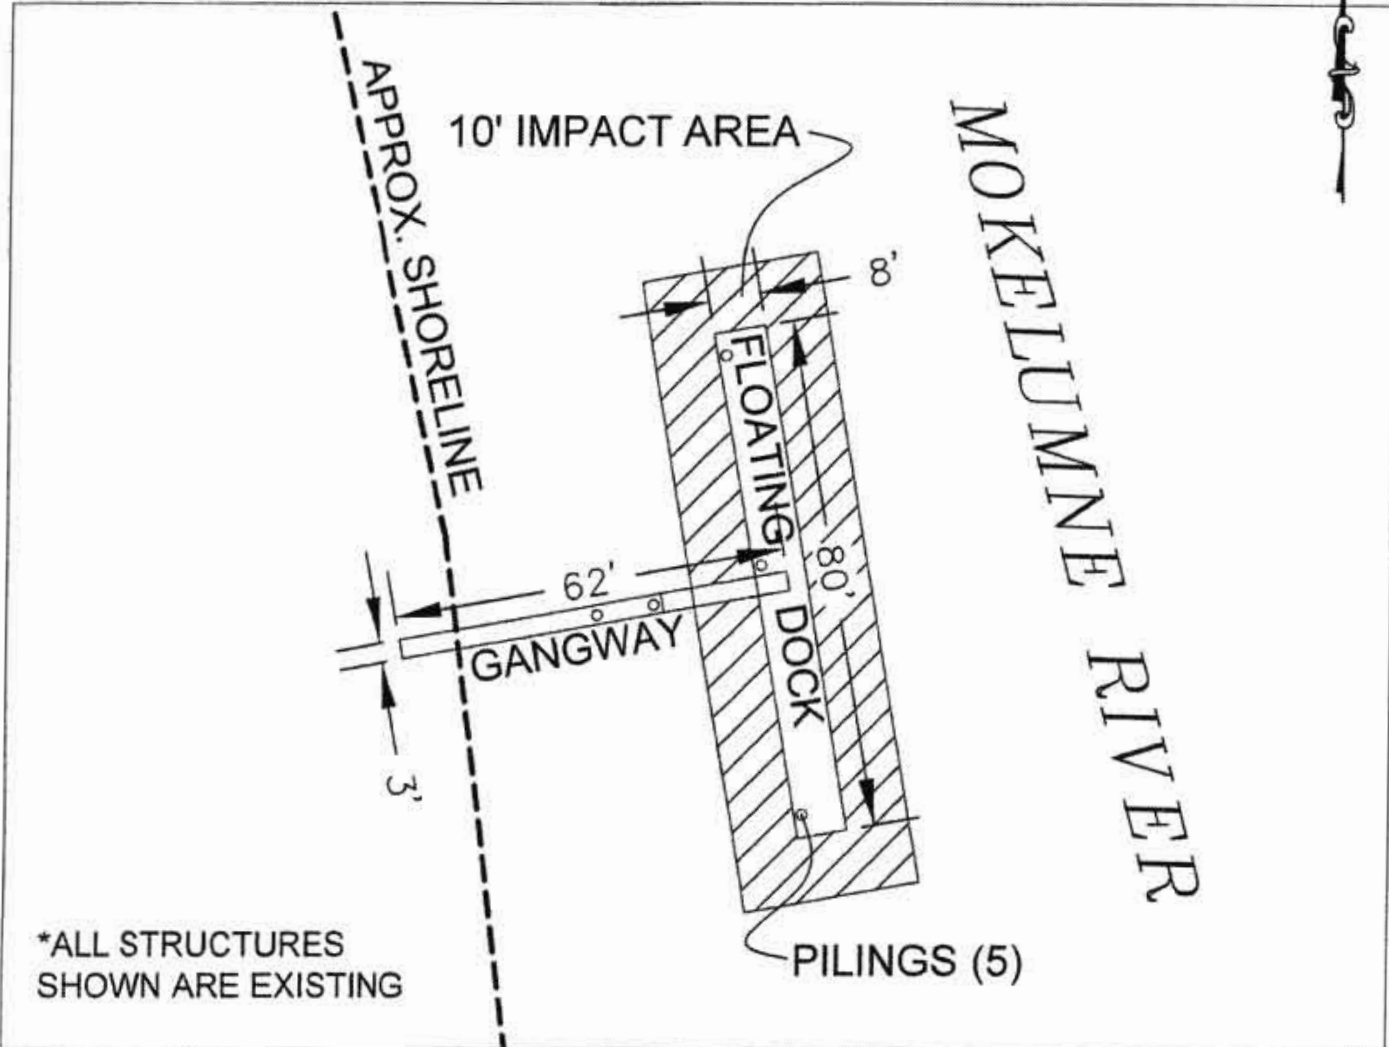 10' IMPACT AREA
APPROX. SHORELINE
MOKELUMNE RIVER
8'
FLOATING DOCK
80'
62'
GANGWAY
3'
PILINGS (5)
*ALL STRUCTURES
SHOWN ARE EXISTING